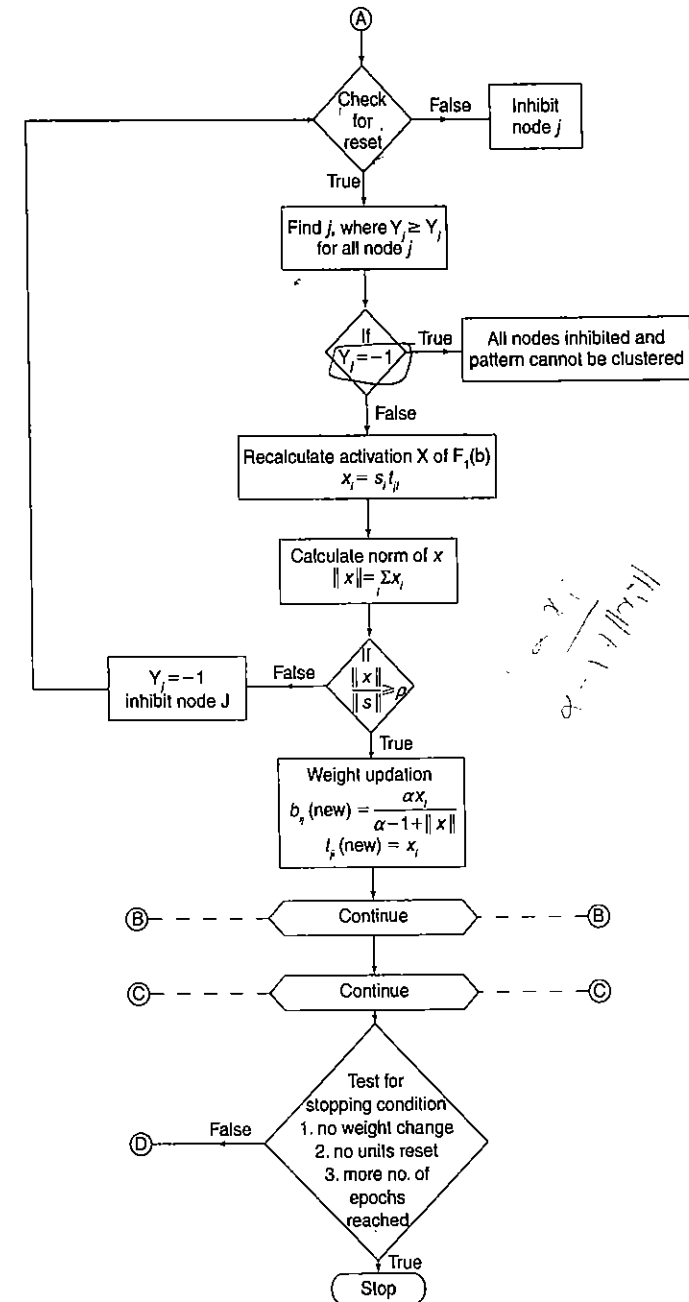 A
Check
for
reset
False
Inhibit
node j
True
Find j, where Y_j ≥ Y_j
for all node j
If
Y_j = −1
True
All nodes inhibited and
pattern cannot be clustered
False
Recalculate activation X of F_1(b)
x_i = s_i t_ji
Calculate norm of x
‖ x ‖ = Σ_i x_i
If
‖ x ‖
‖ s ‖
≥ ρ
False
Y_j = −1
inhibit node J
True
Weight updation
b_ij (new) = αx_i / (α − 1 + ‖ x ‖)
t_ji (new) = x_i
B
Continue
B
C
Continue
C
Test for
stopping condition
1. no weight change
2. no units reset
3. more no. of
epochs
reached
False
D
True
Stop